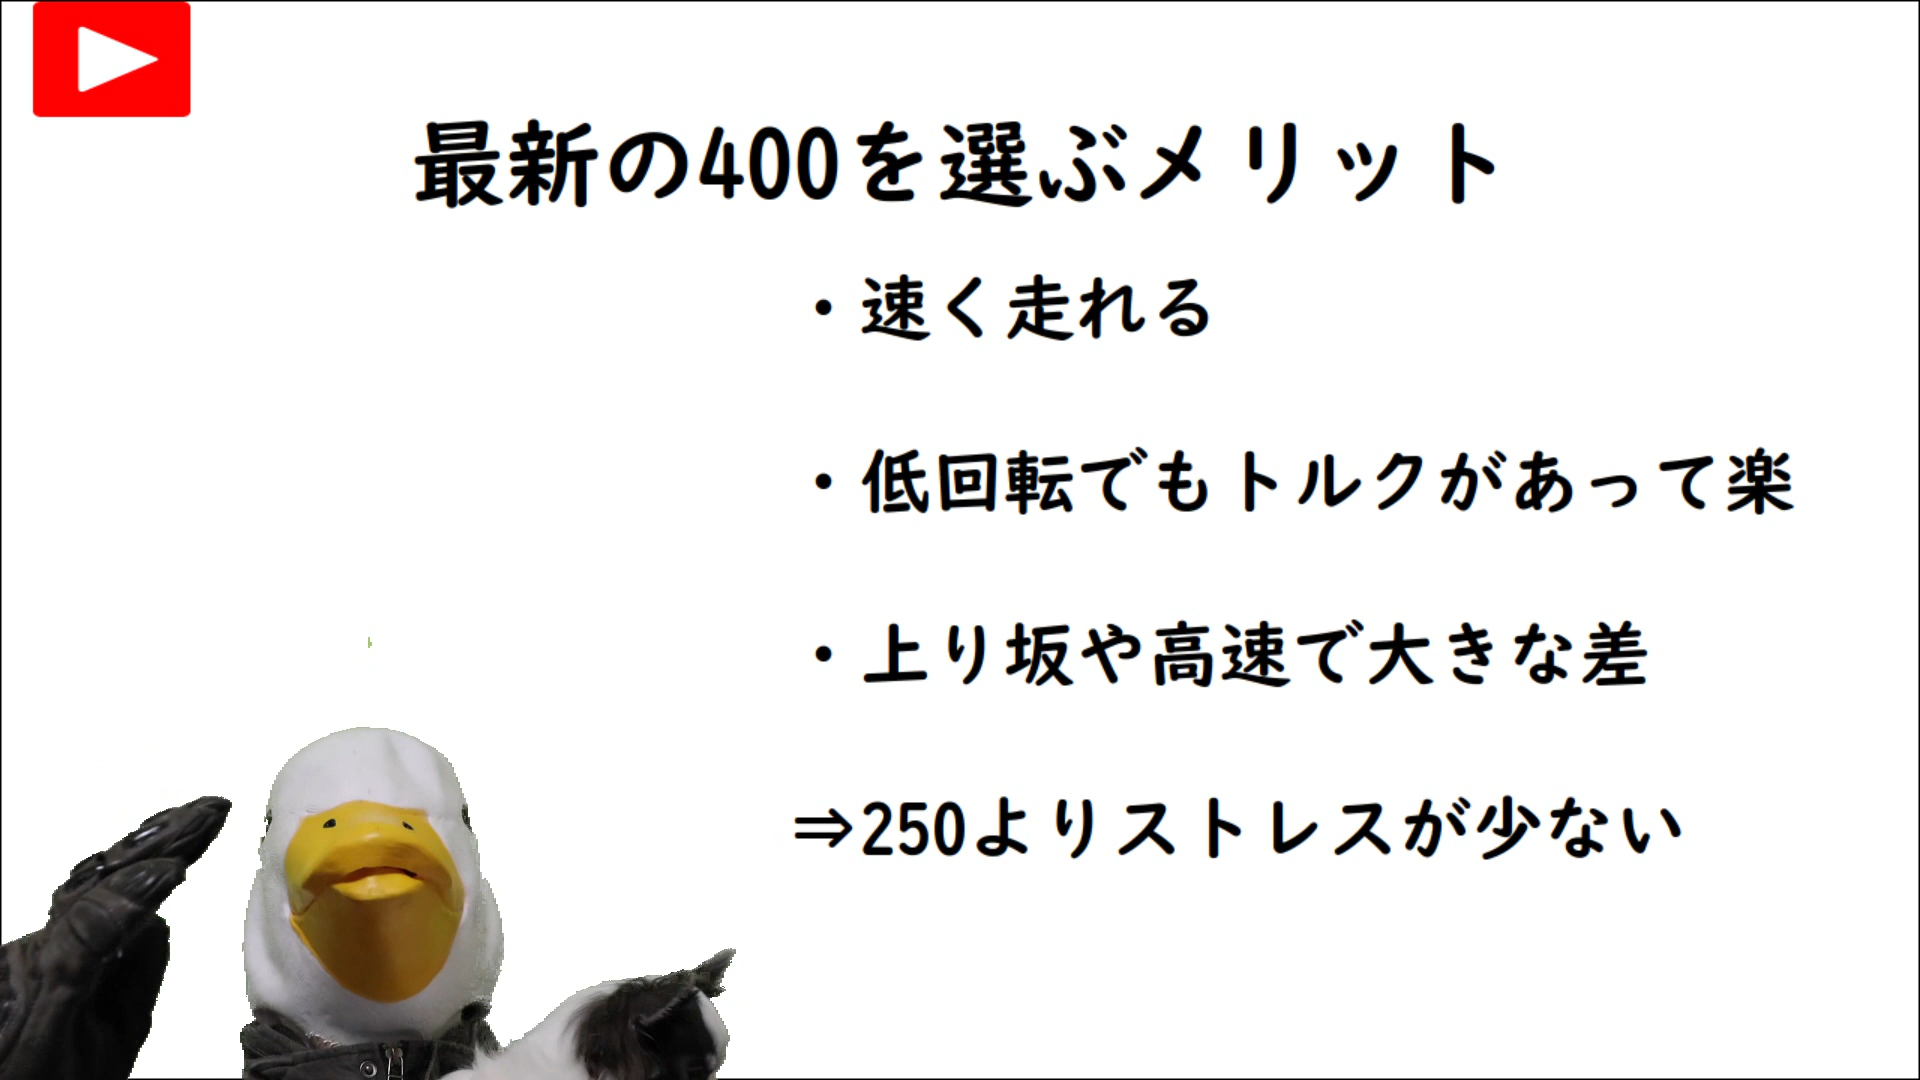 最新の400を選ぶメリット
・速く走れる
・低回転でもトルクがあって楽
・上り坂や高速で大きな差
⇒250よりストレスが少ない